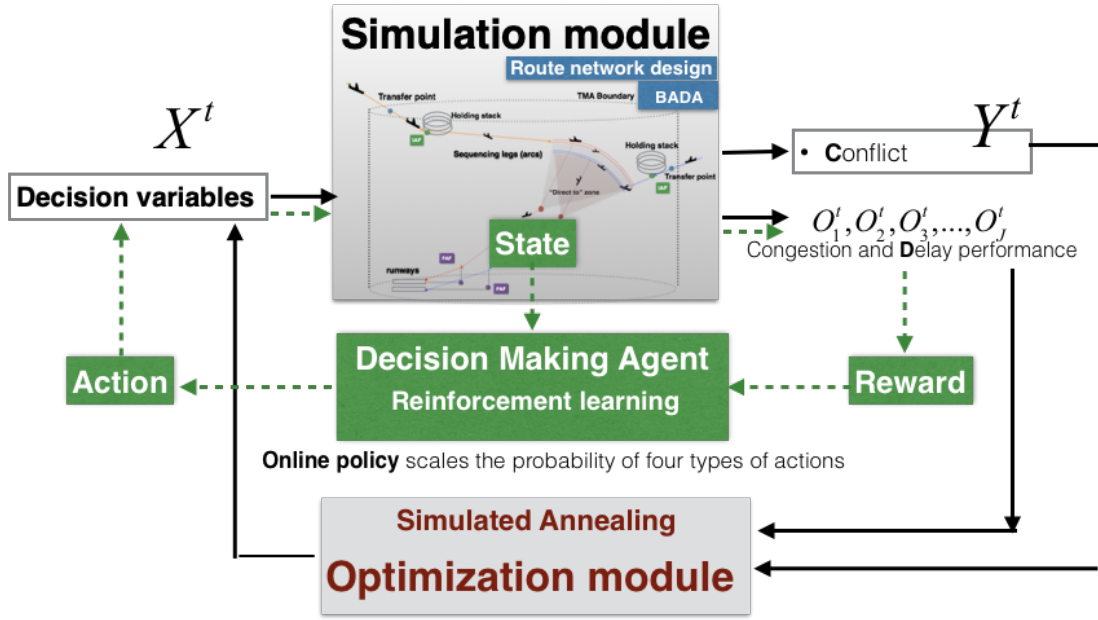 Simulation module
Route network design
BADA
TMA Boundary
Transfer point
Holding stack
IAF
Sequencing legs (arcs)
Holding stack
Transfer point
IAF
"Direct to" zone
State
FAF
runways
FAF
X^t
Decision variables
Y^t
• Conflict
O_1^t, O_2^t, O_3^t,..., O_J^t
Congestion and Delay performance
Action
Decision Making Agent
Reinforcement learning
Reward
Online policy scales the probability of four types of actions
Simulated Annealing
Optimization module